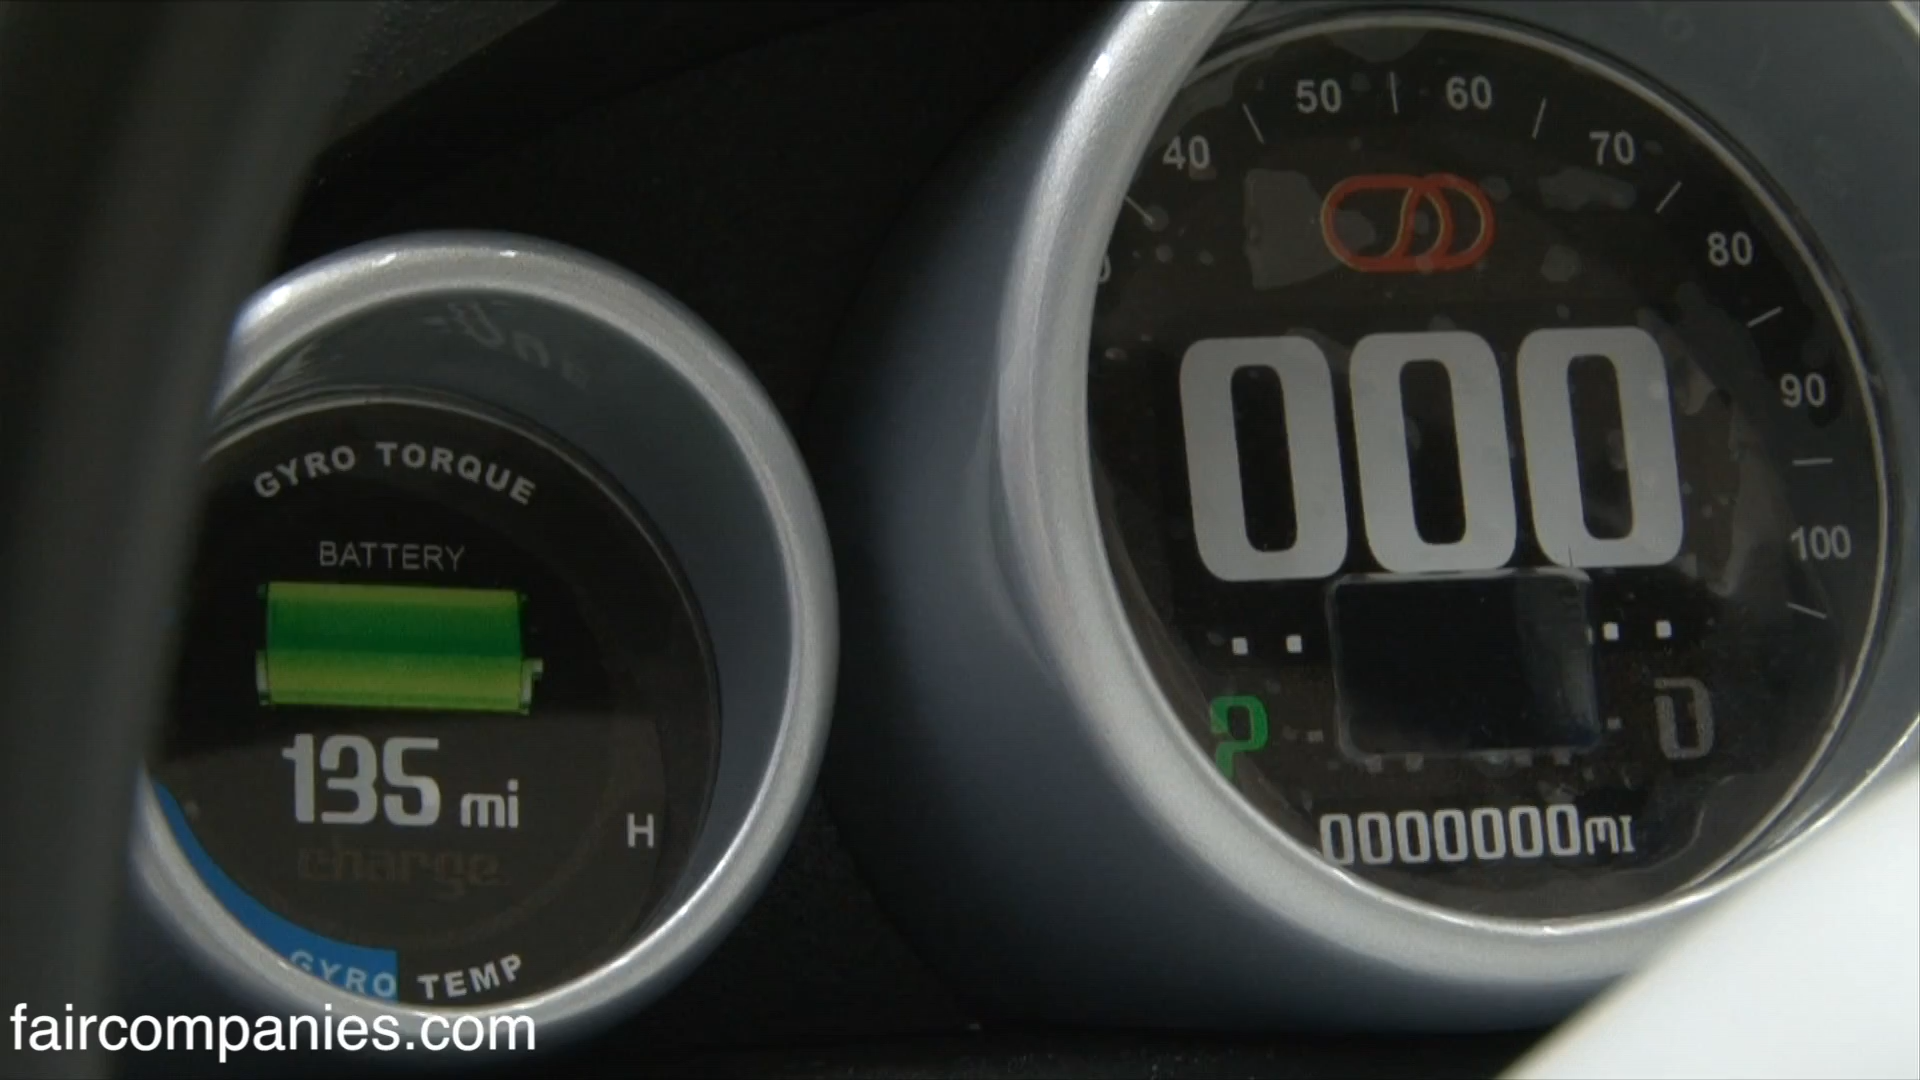 GYRO TORQUE
BATTERY
135 mi
charge
H
GYRO TEMP
40 50 60 70 80 90 100
000
P D
0000000MI
faircompanies.com